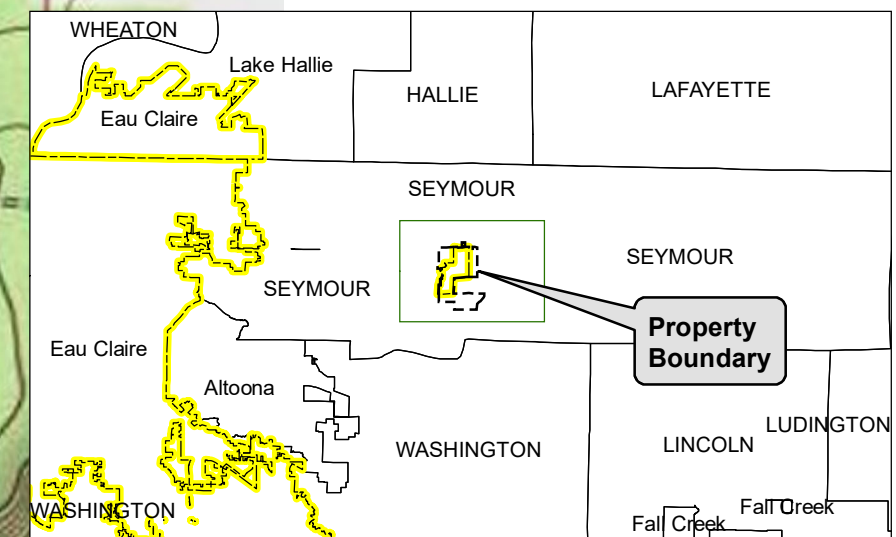 WHEATON
Lake Hallie
HALLIE
LAFAYETTE
Eau Claire
SEYMOUR
SEYMOUR
SEYMOUR
Property
Boundary
Eau Claire
Altoona
WASHINGTON
LINCOLN
LUDINGTON
WASHINGTON
Fall Creek
Fall Creek